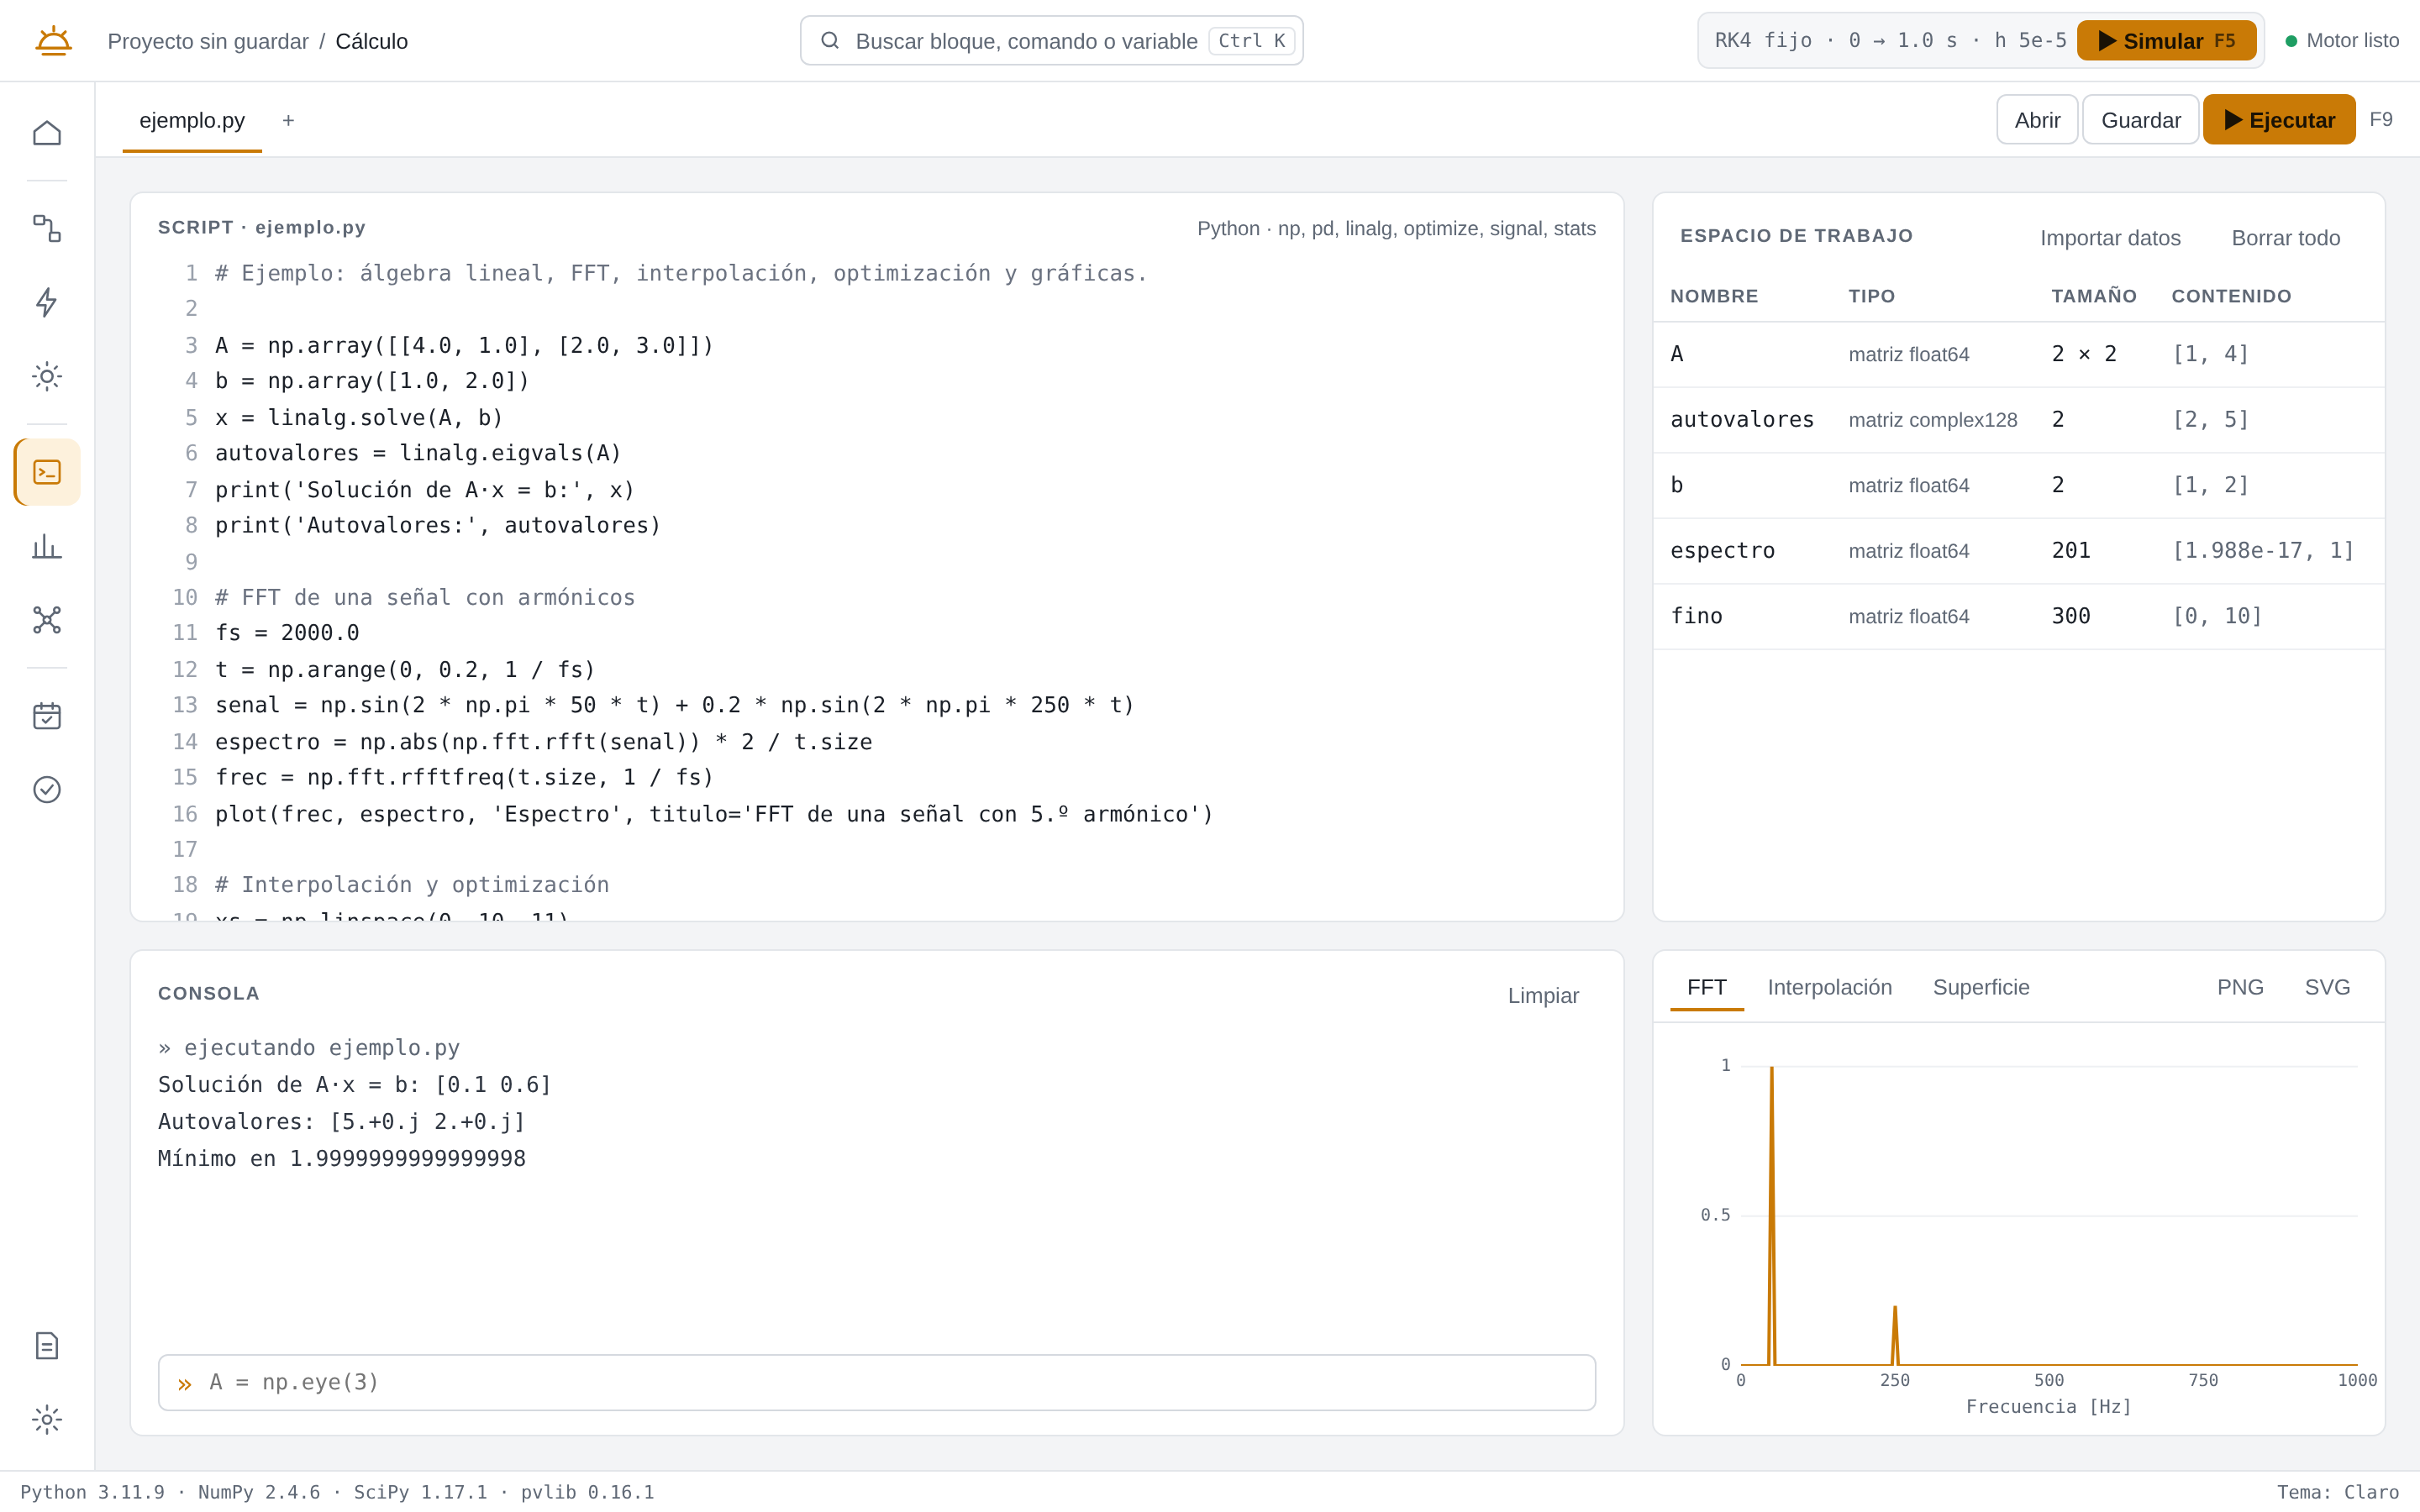 Proyecto sin guardar / Cálculo
Buscar bloque, comando o variable Ctrl K
RK4 fijo · 0 → 1.0 s · h 5e-5
Simular F5
Motor listo
ejemplo.py +
Abrir
Guardar
Ejecutar F9
SCRIPT · ejemplo.py
Python · np, pd, linalg, optimize, signal, stats
1 # Ejemplo: álgebra lineal, FFT, interpolación, optimización y gráficas.
2
3 A = np.array([[4.0, 1.0], [2.0, 3.0]])
4 b = np.array([1.0, 2.0])
5 x = linalg.solve(A, b)
6 autovalores = linalg.eigvals(A)
7 print('Solución de A·x = b:', x)
8 print('Autovalores:', autovalores)
9
10 # FFT de una señal con armónicos
11 fs = 2000.0
12 t = np.arange(0, 0.2, 1 / fs)
13 senal = np.sin(2 * np.pi * 50 * t) + 0.2 * np.sin(2 * np.pi * 250 * t)
14 espectro = np.abs(np.fft.rfft(senal)) * 2 / t.size
15 frec = np.fft.rfftfreq(t.size, 1 / fs)
16 plot(frec, espectro, 'Espectro', titulo='FFT de una señal con 5.º armónico')
17
18 # Interpolación y optimización
19 xs = np.linspace(0, 10, 11)
ESPACIO DE TRABAJO
Importar datos
Borrar todo
NOMBRE TIPO TAMAÑO CONTENIDO
A matriz float64 2 × 2 [1, 4]
autovalores matriz complex128 2 [2, 5]
b matriz float64 2 [1, 2]
espectro matriz float64 201 [1.988e-17, 1]
fino matriz float64 300 [0, 10]
CONSOLA
Limpiar
» ejecutando ejemplo.py
Solución de A·x = b: [0.1 0.6]
Autovalores: [5.+0.j 2.+0.j]
Mínimo en 1.9999999999999998
» A = np.eye(3)
FFT Interpolación Superficie PNG SVG
1
0.5
0
0 250 500 750 1000
Frecuencia [Hz]
Python 3.11.9 · NumPy 2.4.6 · SciPy 1.17.1 · pvlib 0.16.1
Tema: Claro